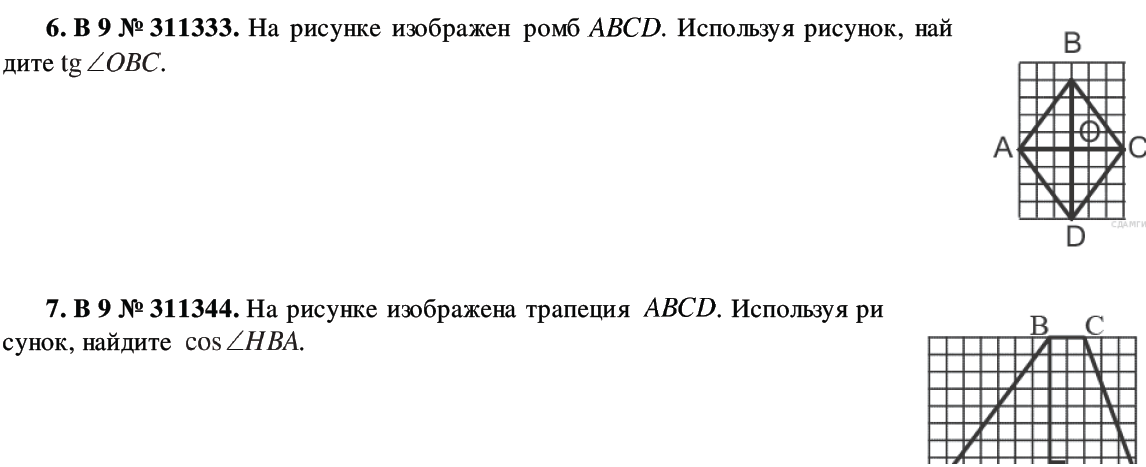 6. В 9 № 311333. На рисунке изображен ромб ABCD. Используя рисунок, най
дите tg ∠OBC.
B
O
A
C
СДАМГИ
D
7. В 9 № 311344. На рисунке изображена трапеция ABCD. Используя ри
сунок, найдите cos ∠HBA.
B C